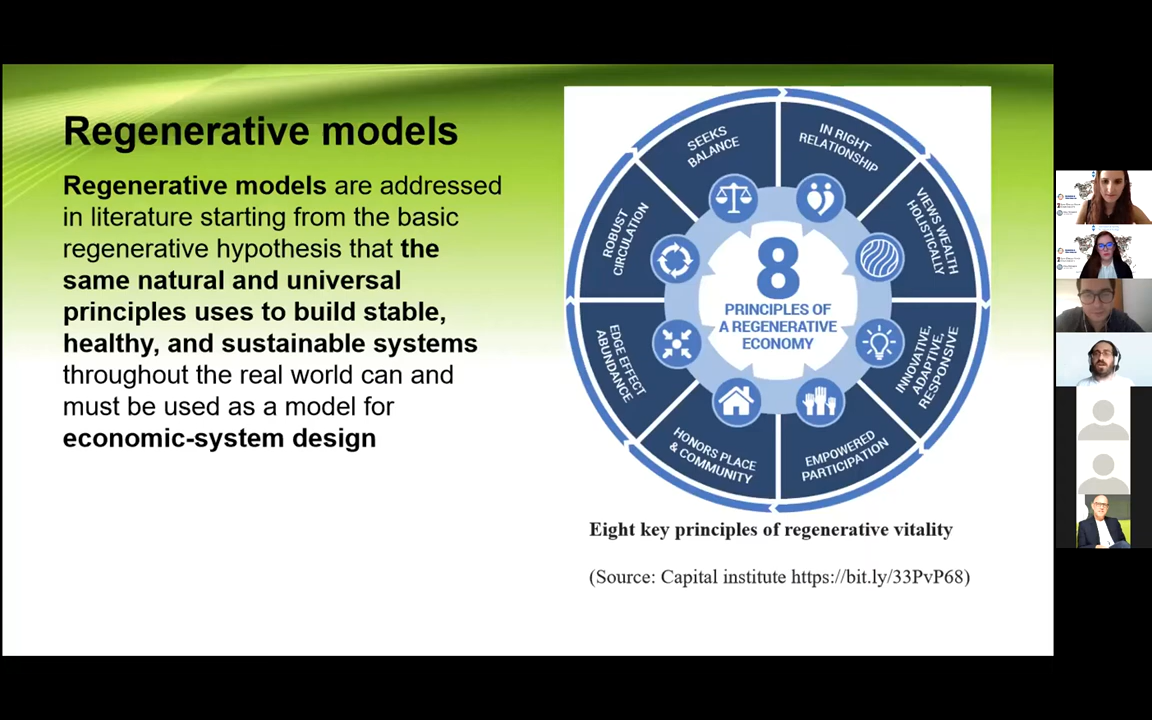 Regenerative models
Regenerative models are addressed
in literature starting from the basic
regenerative hypothesis that the
same natural and universal
principles uses to build stable,
healthy, and sustainable systems
throughout the real world can and
must be used as a model for
economic-system design
SEEKS
BALANCE
IN RIGHT
RELATIONSHIP
VIEWS WEALTH
HOLISTICALLY
INNOVATIVE,
ADAPTIVE,
RESPONSIVE
EMPOWERED
PARTICIPATION
HONORS PLACE
& COMMUNITY
EDGE EFFECT
ABUNDANCE
ROBUST
CIRCULATION
8
PRINCIPLES OF
A REGENERATIVE
ECONOMY
Eight key principles of regenerative vitality
(Source: Capital institute https://bit.ly/33PvP68)